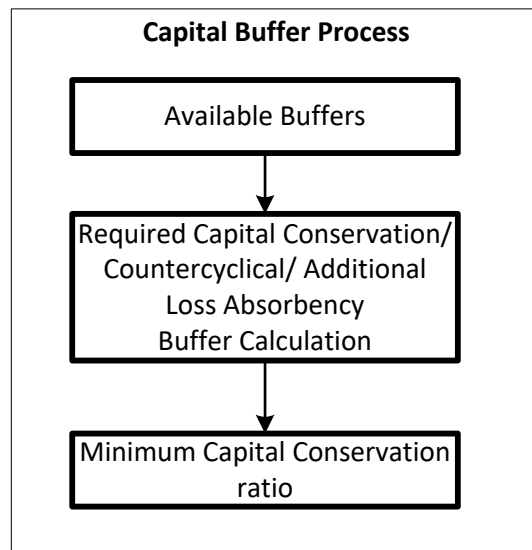 Capital Buffer Process
Available Buffers
Required Capital Conservation/
Countercyclical/ Additional
Loss Absorbency
Buffer Calculation
Minimum Capital Conservation
ratio